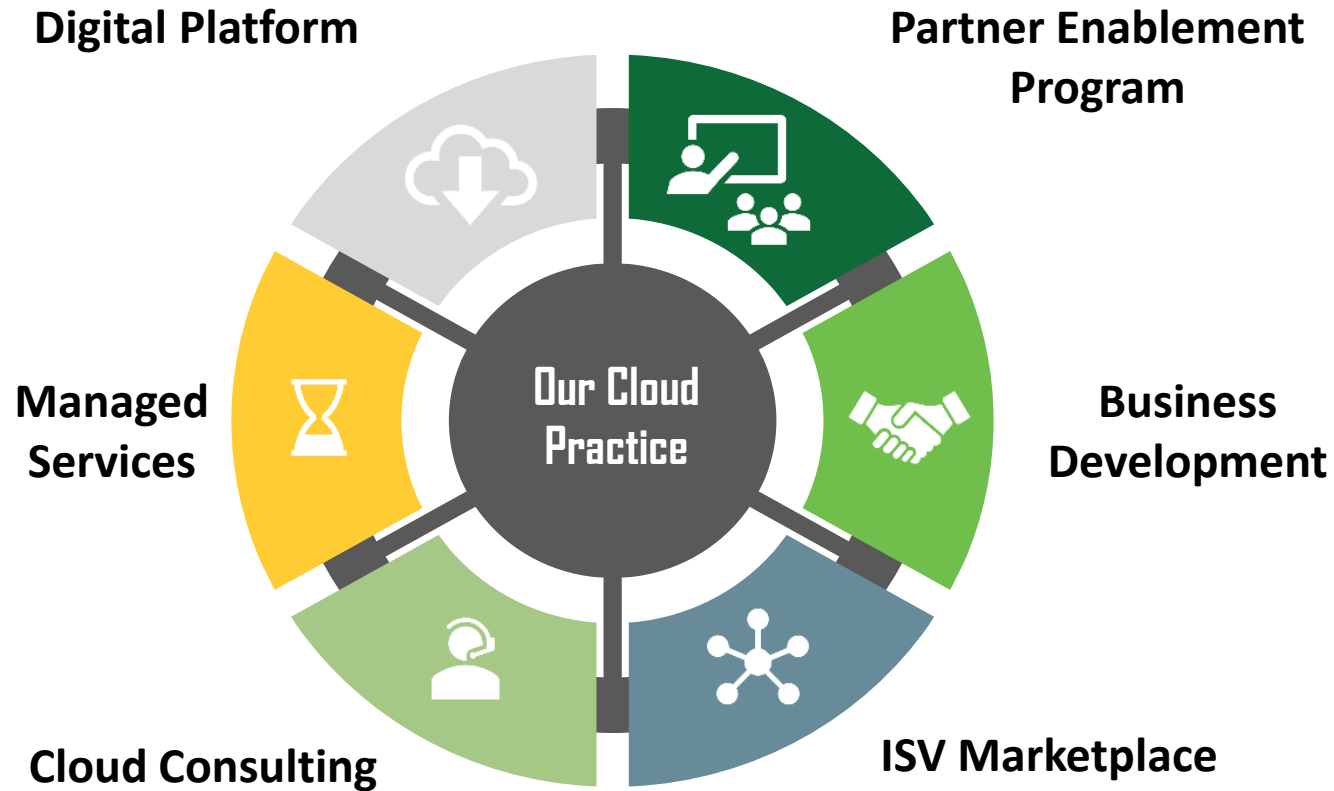 Digital Platform
Partner Enablement
Program
Our Cloud
Practice
Managed
Services
Business
Development
Cloud Consulting
ISV Marketplace